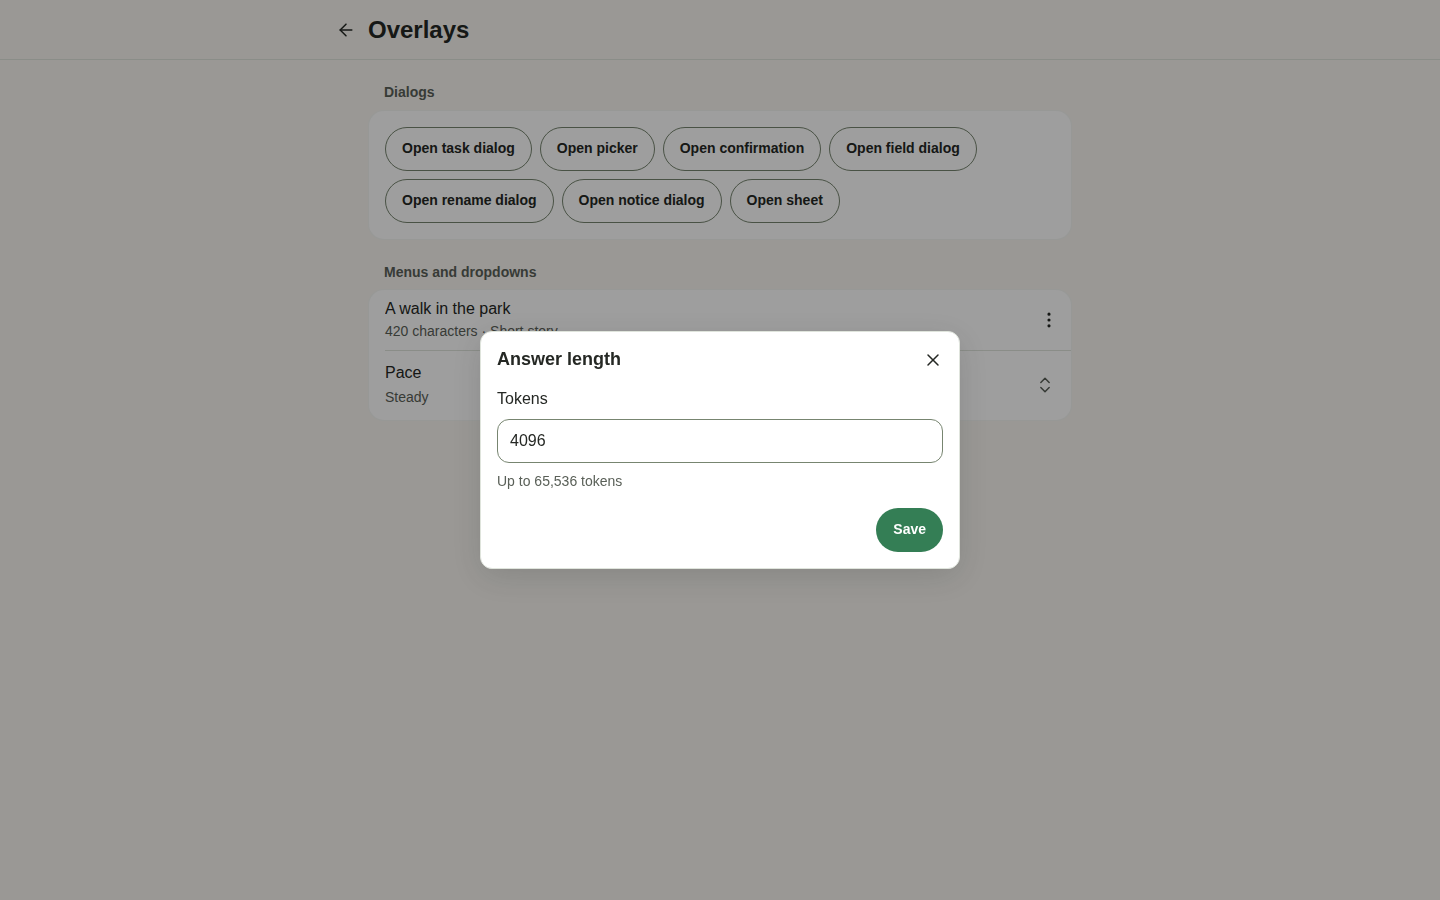 Overlays
Dialogs
Open task dialog
Open picker
Open confirmation
Open field dialog
Open rename dialog
Open notice dialog
Open sheet
Menus and dropdowns
A walk in the park
420 characters · Short story
Answer length
Tokens
4096
Up to 65,536 tokens
Save
Pace
Steady